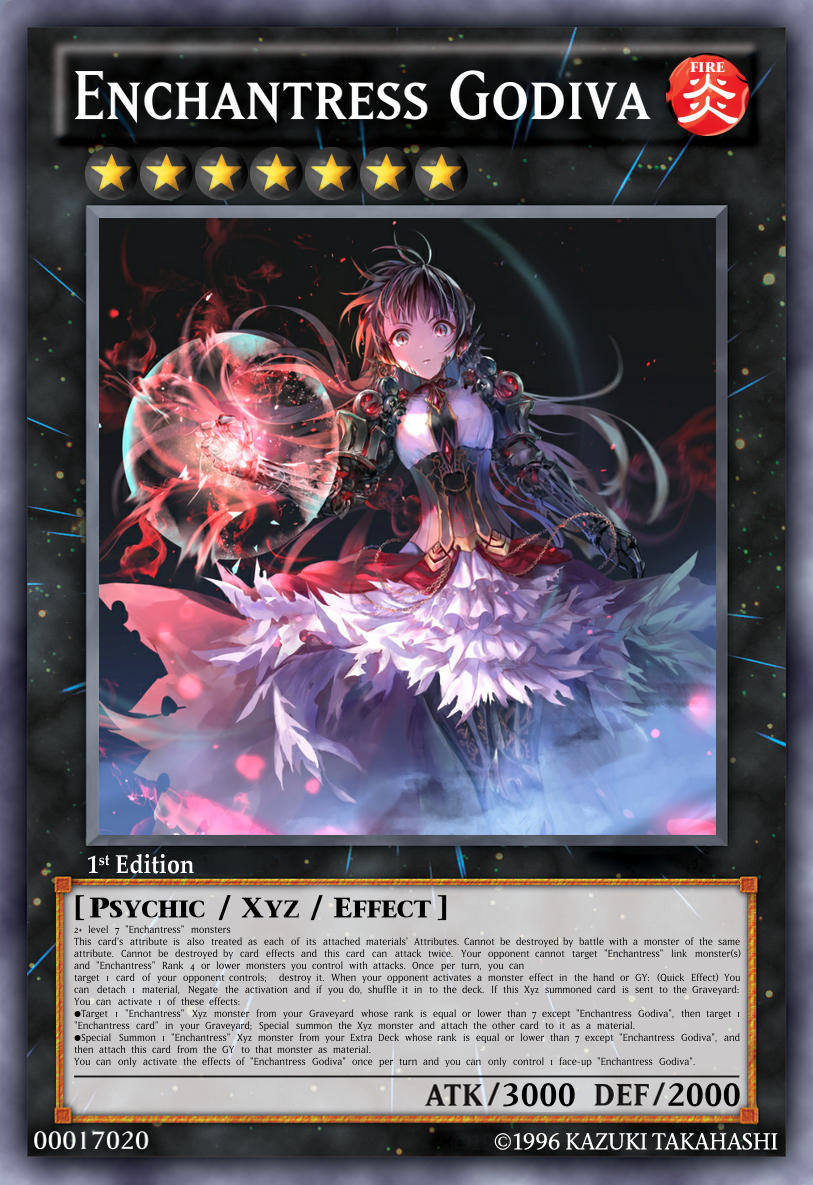 Enchantress Godiva
FIRE
炎
1st Edition
[ Psychic / Xyz / Effect ]
2+ level 7 "Enchantress" monsters
This card's attribute is also treated as each of its attached materials' Attributes. Cannot be destroyed by battle with a monster of the same
attribute. Cannot be destroyed by card effects and this card can attack twice. Your opponent cannot target "Enchantress" link monster(s)
and "Enchantress" Rank 4 or lower monsters you control with attacks. Once per turn, you can
target 1 card of your opponent controls; destroy it. When your opponent activates a monster effect in the hand or GY: (Quick Effect) You
can detach 1 material, Negate the activation and if you do, shuffle it in to the deck. If this Xyz summoned card is sent to the Graveyard:
You can activate 1 of these effects:
●Target 1 "Enchantress" Xyz monster from your Graveyard whose rank is equal or lower than 7 except "Enchantress Godiva", then target 1
"Enchantress card" in your Graveyard; Special summon the Xyz monster and attach the other card to it as a material.
●Special Summon 1 "Enchantress" Xyz monster from your Extra Deck whose rank is equal or lower than 7 except "Enchantress Godiva", and
then attach this card from the GY to that monster as material.
You can only activate the effects of "Enchantress Godiva" once per turn and you can only control 1 face-up "Enchantress Godiva".
ATK/3000 DEF/2000
00017020
©1996 KAZUKI TAKAHASHI